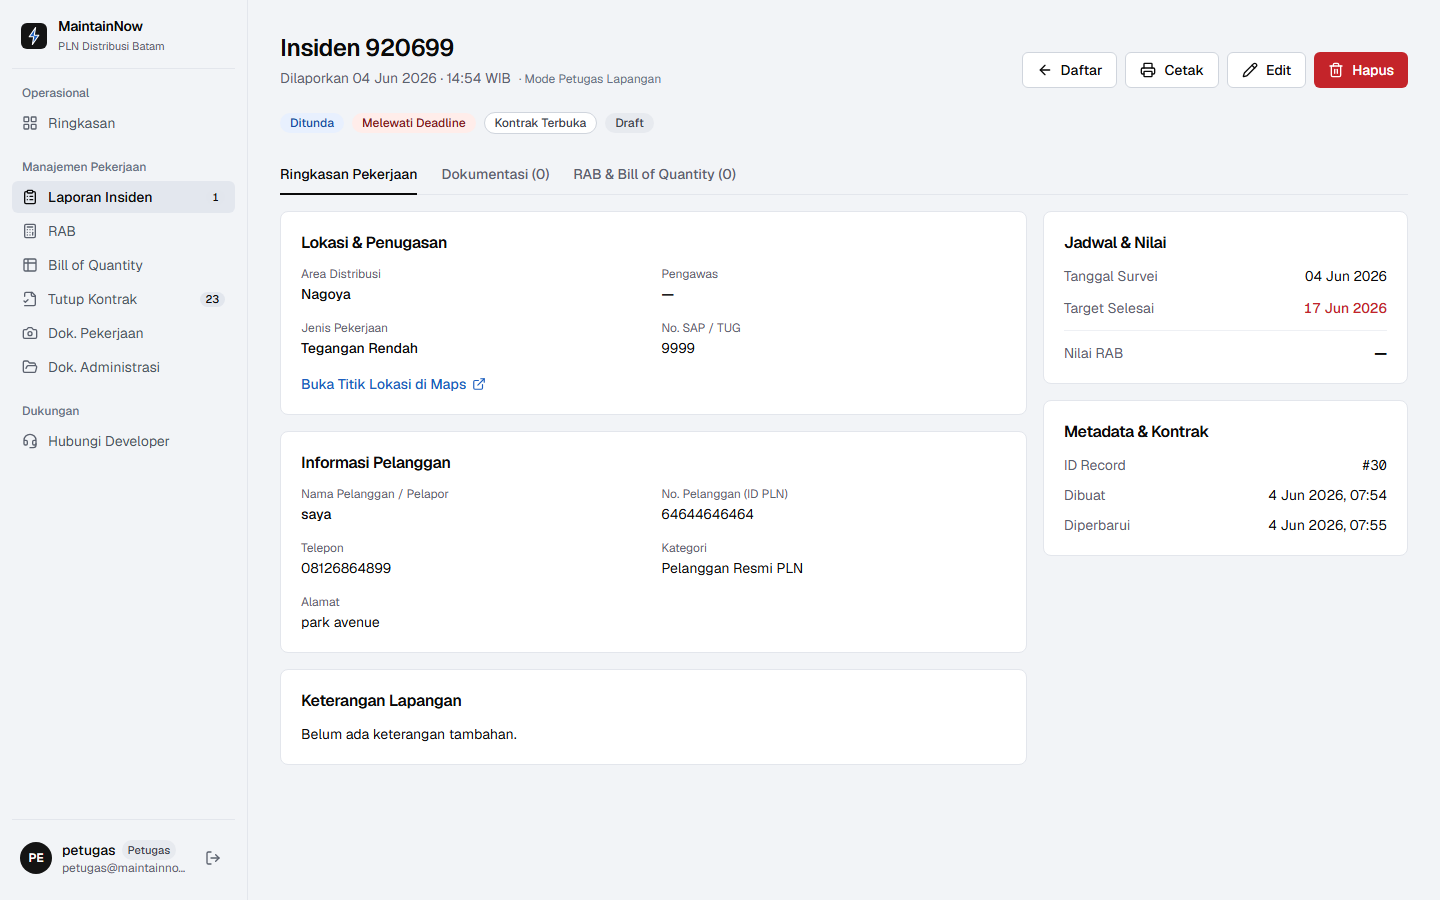 MaintainNow
PLN Distribusi Batam
Operasional
Ringkasan
Manajemen Pekerjaan
Laporan Insiden 1
RAB
Bill of Quantity
Tutup Kontrak 23
Dok. Pekerjaan
Dok. Administrasi
Dukungan
Hubungi Developer
PE
petugas Petugas
petugas@maintainno...
Insiden 920699
Dilaporkan 04 Jun 2026 · 14:54 WIB · Mode Petugas Lapangan
Daftar
Cetak
Edit
Hapus
Ditunda Melewati Deadline Kontrak Terbuka Draft
Ringkasan Pekerjaan Dokumentasi (0) RAB & Bill of Quantity (0)
Lokasi & Penugasan
Area Distribusi
Nagoya
Pengawas
—
Jenis Pekerjaan
Tegangan Rendah
No. SAP / TUG
9999
Buka Titik Lokasi di Maps
Informasi Pelanggan
Nama Pelanggan / Pelapor
saya
No. Pelanggan (ID PLN)
64644646464
Telepon
08126864899
Kategori
Pelanggan Resmi PLN
Alamat
park avenue
Keterangan Lapangan
Belum ada keterangan tambahan.
Jadwal & Nilai
Tanggal Survei 04 Jun 2026
Target Selesai 17 Jun 2026
Nilai RAB —
Metadata & Kontrak
ID Record #30
Dibuat 4 Jun 2026, 07:54
Diperbarui 4 Jun 2026, 07:55